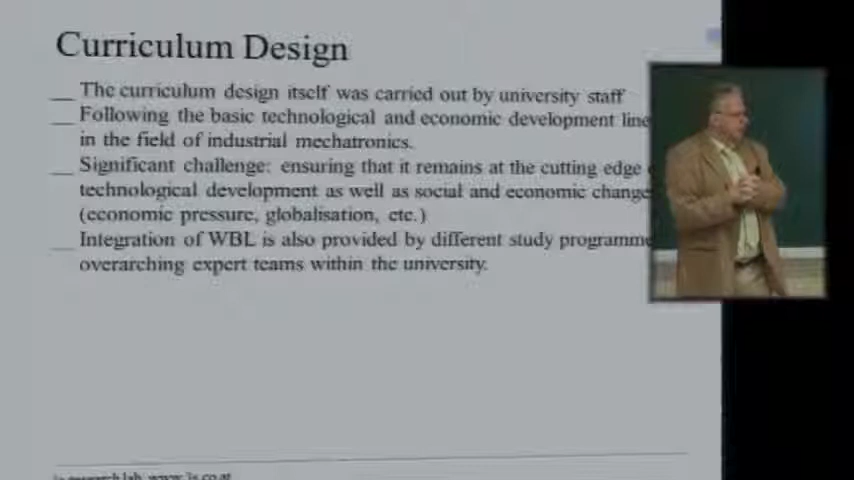 Curriculum Design
The curriculum design itself was carried out by university staff
Following the basic technological and economic development line
in the field of industrial mechatronics.
Significant challenge: ensuring that it remains at the cutting edge
technological development as well as social and economic change
(economic pressure, globalisation, etc.)
Integration of WBL is also provided by different study programme
overarching expert teams within the university.